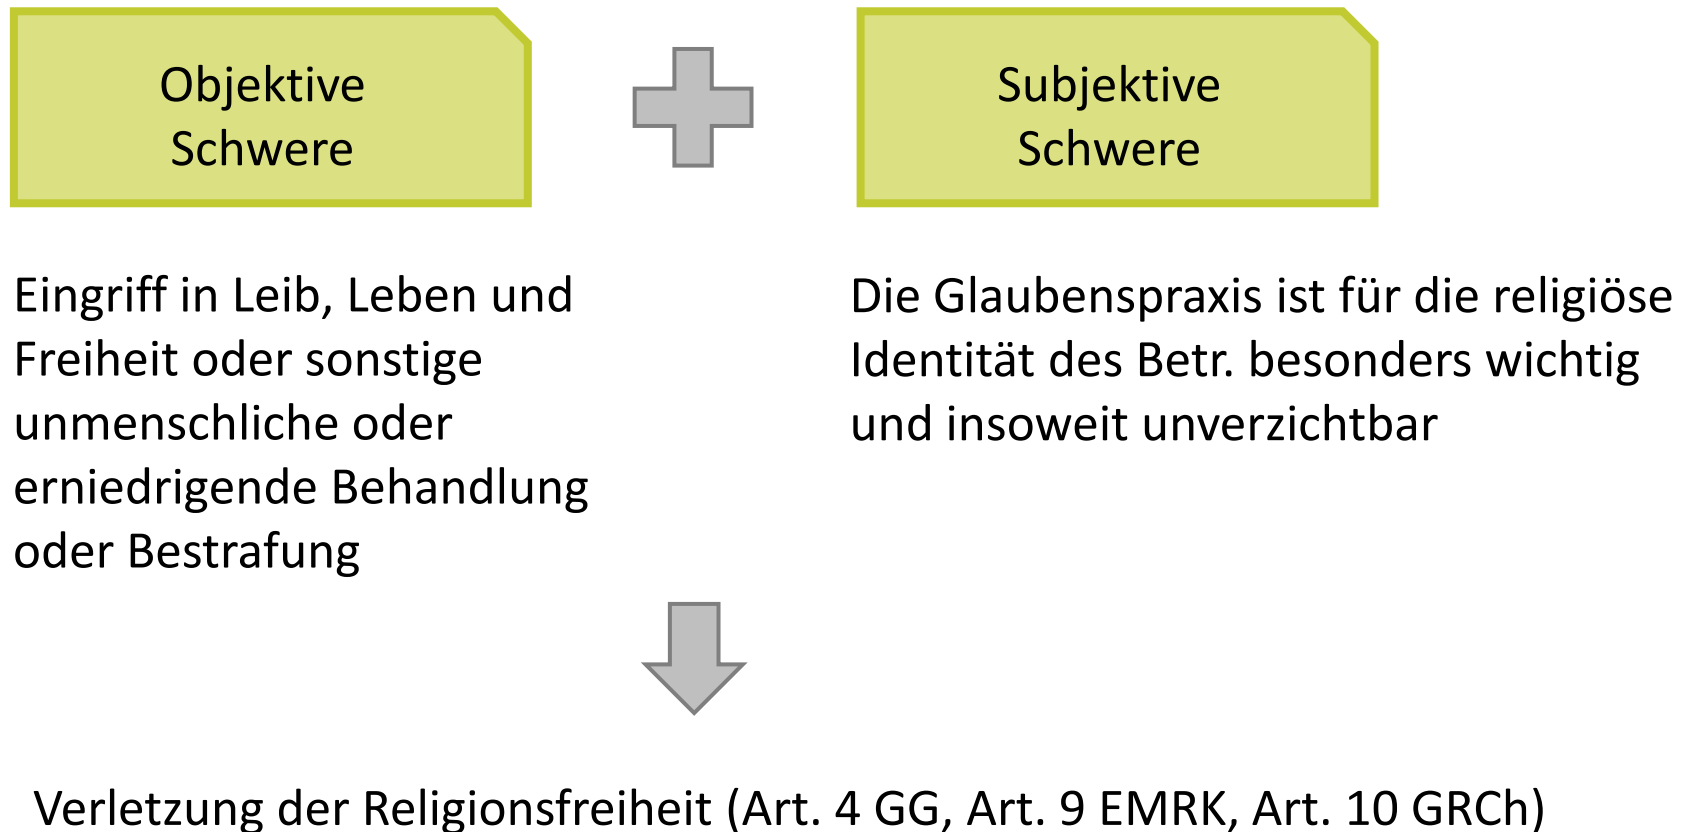 Objektive
Schwere
Subjektive
Schwere
Eingriff in Leib, Leben und
Freiheit oder sonstige
unmenschliche oder
erniedrigende Behandlung
oder Bestrafung
Die Glaubenspraxis ist für die religiöse
Identität des Betr. besonders wichtig
und insoweit unverzichtbar
Verletzung der Religionsfreiheit (Art. 4 GG, Art. 9 EMRK, Art. 10 GRCh)